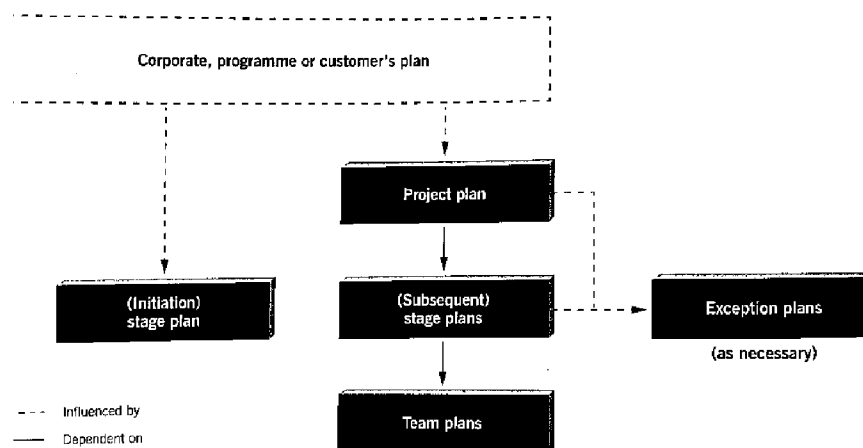 Corporate, programme or customer's plan
Project plan
(Initiation)
stage plan
(Subsequent)
stage plans
Exception plans
(as necessary)
Team plans
Influenced by
Dependent on